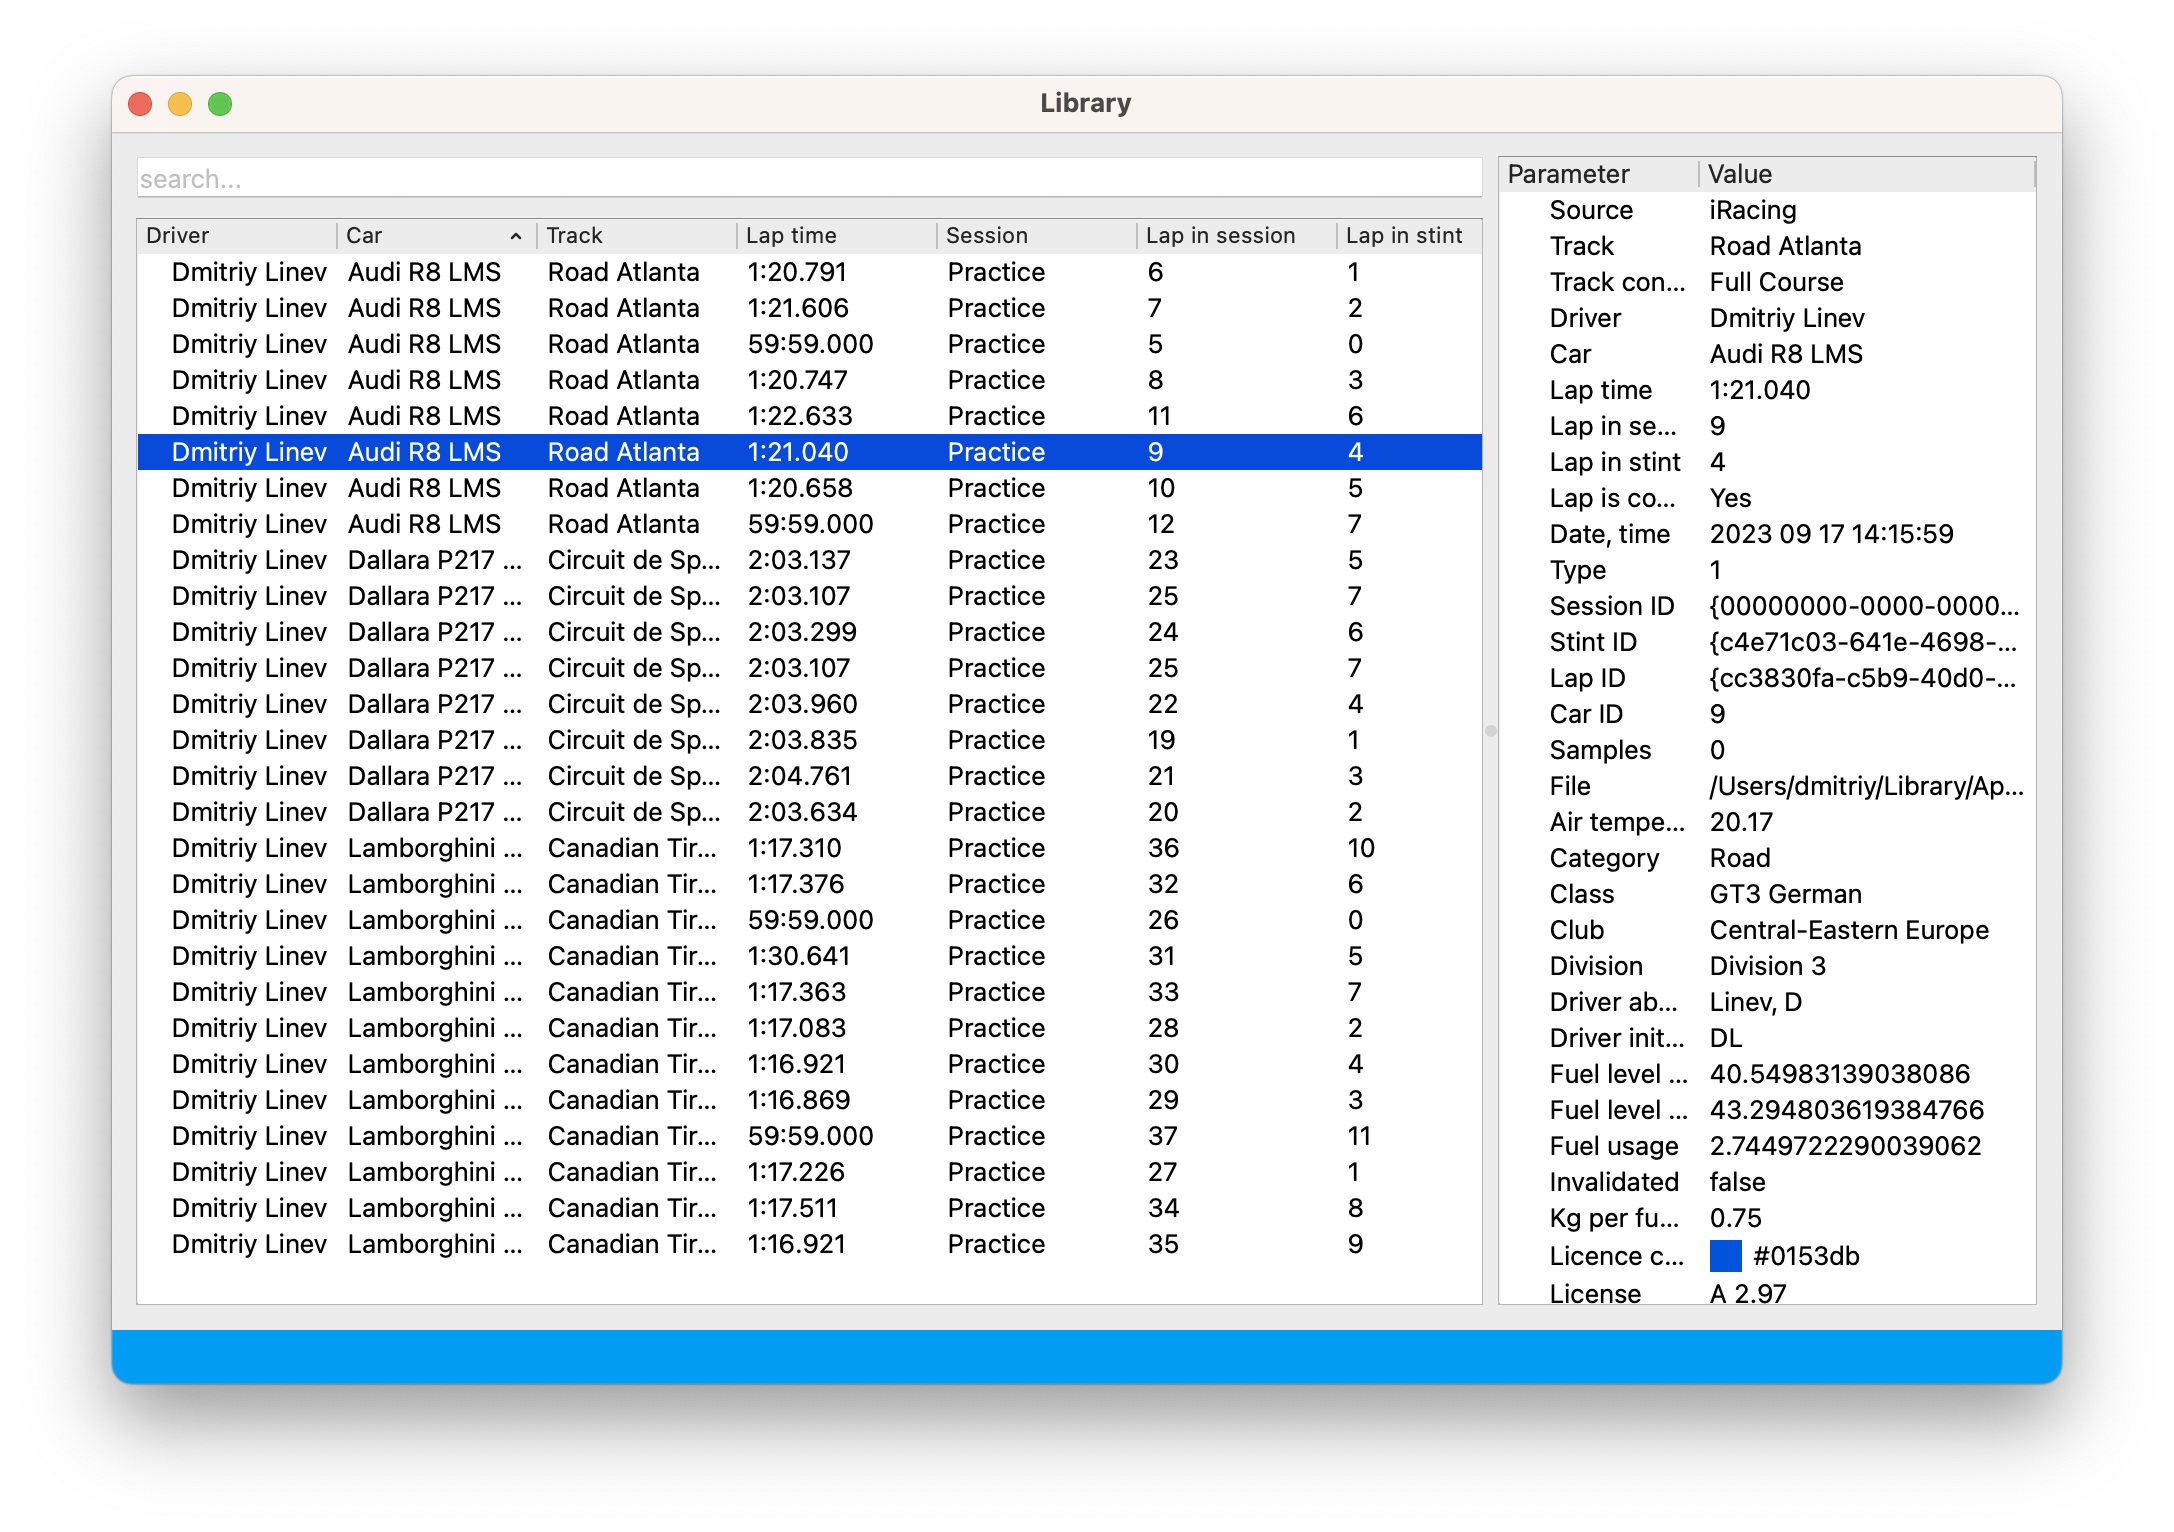 Library
search...
Driver Car Track Lap time Session Lap in session Lap in stint
Dmitriy Linev Audi R8 LMS Road Atlanta 1:20.791 Practice 6 1
Dmitriy Linev Audi R8 LMS Road Atlanta 1:21.606 Practice 7 2
Dmitriy Linev Audi R8 LMS Road Atlanta 59:59.000 Practice 5 0
Dmitriy Linev Audi R8 LMS Road Atlanta 1:20.747 Practice 8 3
Dmitriy Linev Audi R8 LMS Road Atlanta 1:22.633 Practice 11 6
Dmitriy Linev Audi R8 LMS Road Atlanta 1:21.040 Practice 9 4
Dmitriy Linev Audi R8 LMS Road Atlanta 1:20.658 Practice 10 5
Dmitriy Linev Audi R8 LMS Road Atlanta 59:59.000 Practice 12 7
Dmitriy Linev Dallara P217 ... Circuit de Sp... 2:03.137 Practice 23 5
Dmitriy Linev Dallara P217 ... Circuit de Sp... 2:03.107 Practice 25 7
Dmitriy Linev Dallara P217 ... Circuit de Sp... 2:03.299 Practice 24 6
Dmitriy Linev Dallara P217 ... Circuit de Sp... 2:03.107 Practice 25 7
Dmitriy Linev Dallara P217 ... Circuit de Sp... 2:03.960 Practice 22 4
Dmitriy Linev Dallara P217 ... Circuit de Sp... 2:03.835 Practice 19 1
Dmitriy Linev Dallara P217 ... Circuit de Sp... 2:04.761 Practice 21 3
Dmitriy Linev Dallara P217 ... Circuit de Sp... 2:03.634 Practice 20 2
Dmitriy Linev Lamborghini ... Canadian Tir... 1:17.310 Practice 36 10
Dmitriy Linev Lamborghini ... Canadian Tir... 1:17.376 Practice 32 6
Dmitriy Linev Lamborghini ... Canadian Tir... 59:59.000 Practice 26 0
Dmitriy Linev Lamborghini ... Canadian Tir... 1:30.641 Practice 31 5
Dmitriy Linev Lamborghini ... Canadian Tir... 1:17.363 Practice 33 7
Dmitriy Linev Lamborghini ... Canadian Tir... 1:17.083 Practice 28 2
Dmitriy Linev Lamborghini ... Canadian Tir... 1:16.921 Practice 30 4
Dmitriy Linev Lamborghini ... Canadian Tir... 1:16.869 Practice 29 3
Dmitriy Linev Lamborghini ... Canadian Tir... 59:59.000 Practice 37 11
Dmitriy Linev Lamborghini ... Canadian Tir... 1:17.226 Practice 27 1
Dmitriy Linev Lamborghini ... Canadian Tir... 1:17.511 Practice 34 8
Dmitriy Linev Lamborghini ... Canadian Tir... 1:16.921 Practice 35 9
Parameter Value
Source iRacing
Track Road Atlanta
Track con... Full Course
Driver Dmitriy Linev
Car Audi R8 LMS
Lap time 1:21.040
Lap in se... 9
Lap in stint 4
Lap is co... Yes
Date, time 2023 09 17 14:15:59
Type 1
Session ID {00000000-0000-0000...
Stint ID {c4e71c03-641e-4698-...
Lap ID {cc3830fa-c5b9-40d0-...
Car ID 9
Samples 0
File /Users/dmitriy/Library/Ap...
Air tempe... 20.17
Category Road
Class GT3 German
Club Central-Eastern Europe
Division Division 3
Driver ab... Linev, D
Driver init... DL
Fuel level ... 40.54983139038086
Fuel level ... 43.294803619384766
Fuel usage 2.7449722290039062
Invalidated false
Kg per fu... 0.75
Licence c... #0153db
License A 2.97